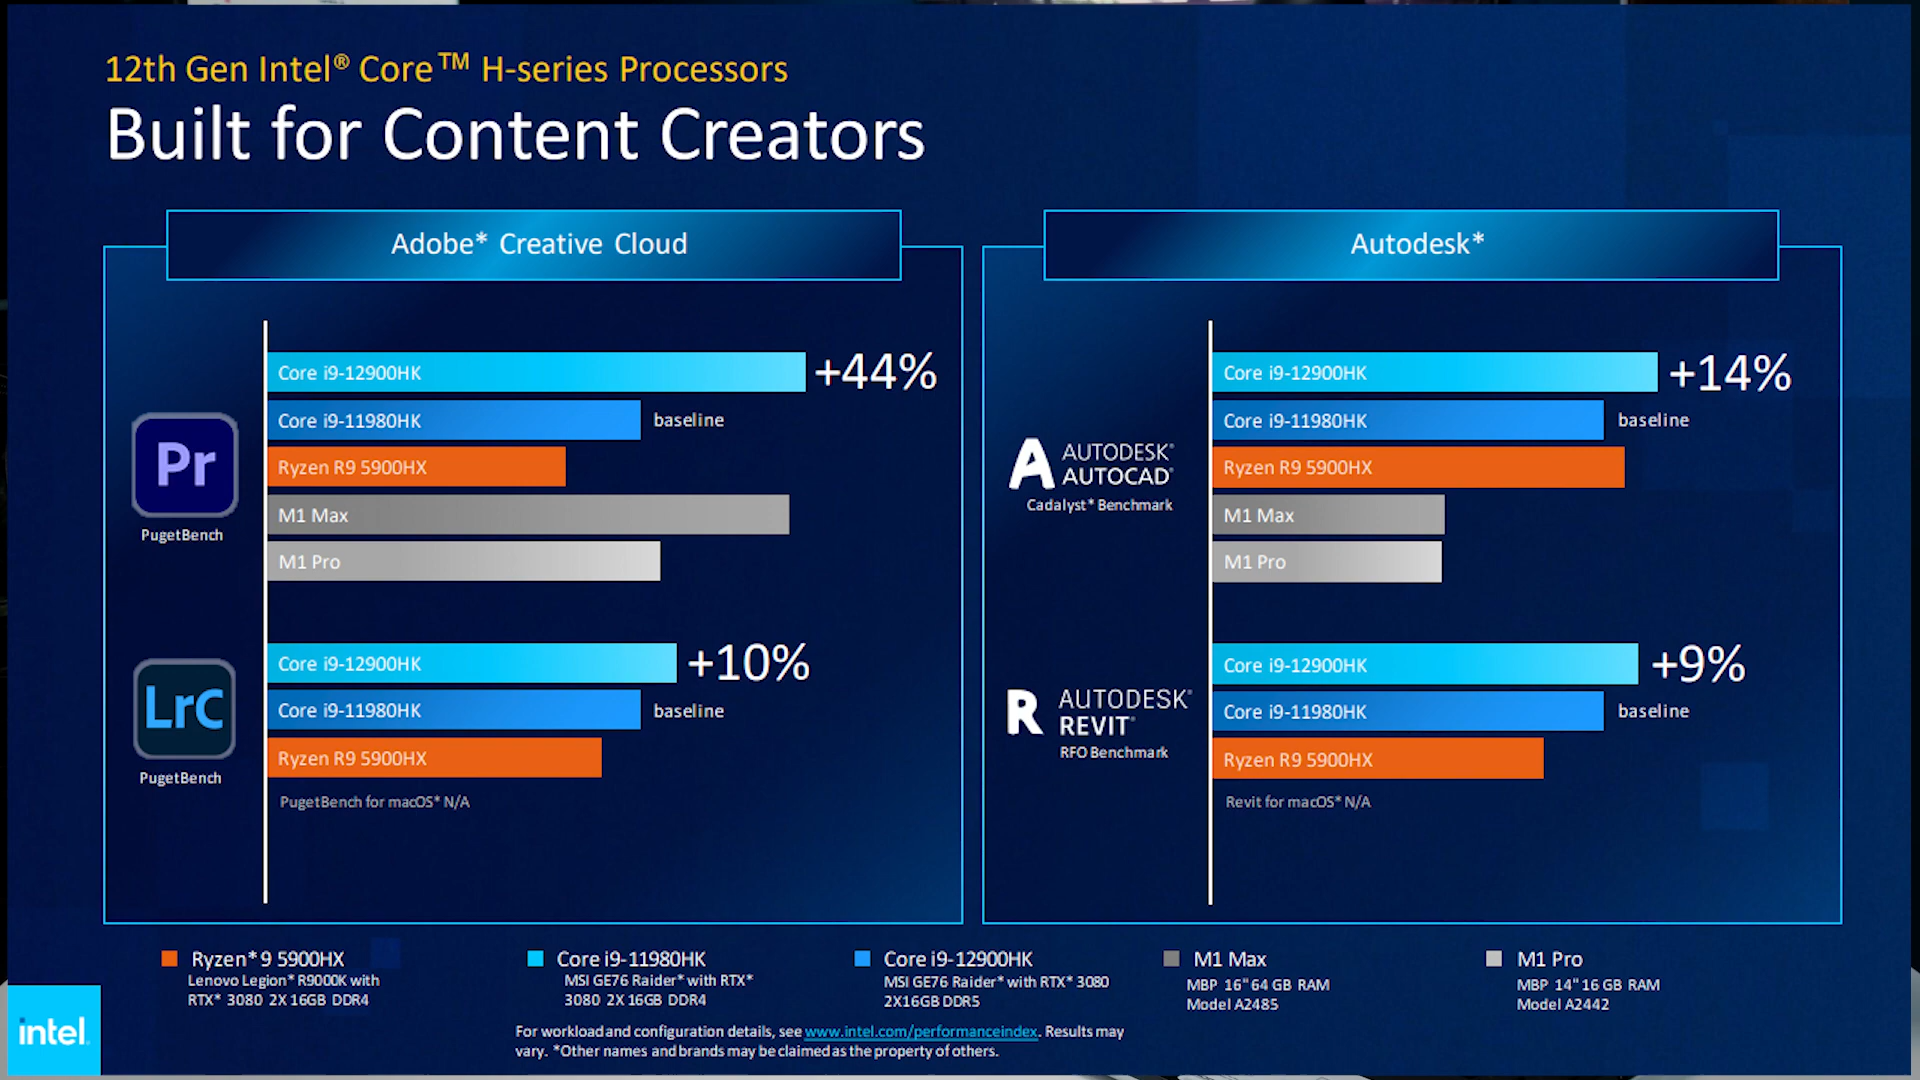 12th Gen Intel® Core™ H-series Processors
Built for Content Creators
Adobe* Creative Cloud
Core i9-12900HK
+44%
Core i9-11980HK
baseline
Ryzen R9 5900HX
M1 Max
M1 Pro
Pr
PugetBench
Core i9-12900HK
+10%
Core i9-11980HK
baseline
Ryzen R9 5900HX
PugetBench for macOS* N/A
LrC
PugetBench
Autodesk*
Core i9-12900HK
+14%
Core i9-11980HK
baseline
Ryzen R9 5900HX
M1 Max
M1 Pro
A AUTODESK®
AUTOCAD®
Cadalyst* Benchmark
Core i9-12900HK
+9%
Core i9-11980HK
baseline
Ryzen R9 5900HX
Revit for macOS* N/A
R AUTODESK®
REVIT®
RFO Benchmark
Ryzen* 9 5900HX
Lenovo Legion* R9000K with
RTX* 3080 2X 16GB DDR4
Core i9-11980HK
MSI GE76 Raider* with RTX*
3080 2X 16GB DDR4
Core i9-12900HK
MSI GE76 Raider* with RTX* 3080
2X16GB DDR5
M1 Max
MBP 16" 64 GB RAM
Model A2485
M1 Pro
MBP 14" 16 GB RAM
Model A2442
intel.
For workload and configuration details, see www.intel.com/performanceindex. Results may
vary. *Other names and brands may be claimed as the property of others.